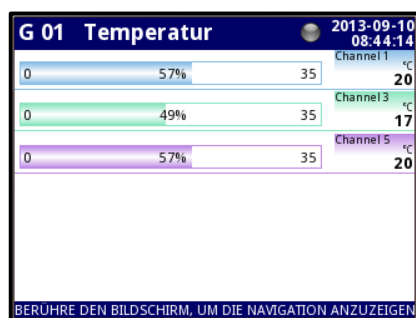 G 01 Temperatur
2013-09-10
08:44:14
0 57% 35
Channel 1
°C
20
0 49% 35
Channel 3
°C
17
0 57% 35
Channel 5
°C
20
BERÜHRE DEN BILDSCHIRM, UM DIE NAVIGATION ANZUZEIGEN